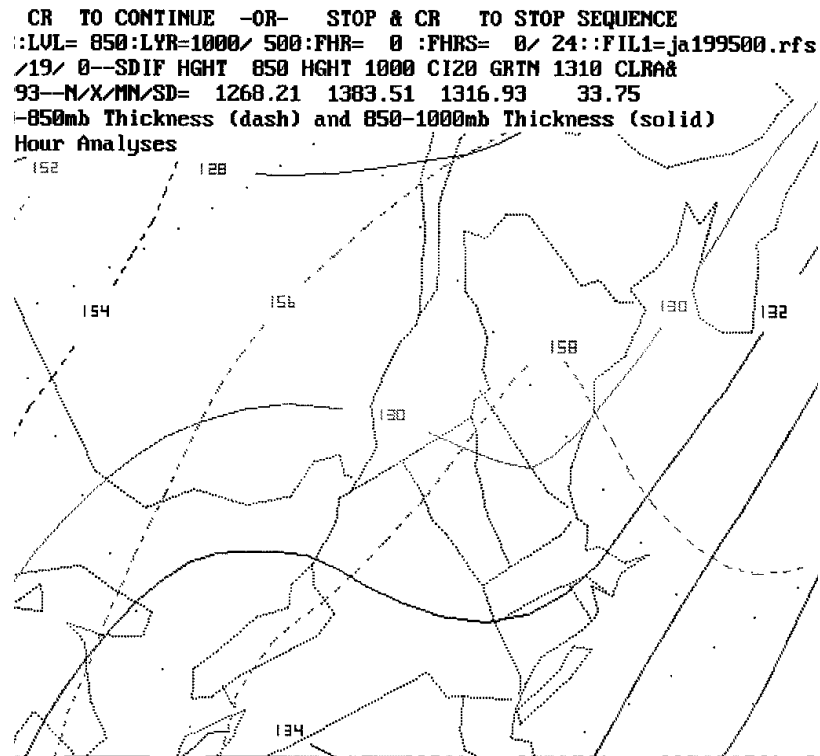 CR TO CONTINUE -OR- STOP & CR TO STOP SEQUENCE
:LVL= 850:LYR=1000/ 500:FHR= 0 :FHRS= 0/ 24::FIL1=ja199500.rfs
/19/ 0--SDIF HGHT 850 HGHT 1000 CI20 GRTN 1310 CLRA&
93--N/X/MN/SD= 1268.21 1383.51 1316.93 33.75
-850mb Thickness (dash) and 850-1000mb Thickness (solid)
Hour Analyses
152
128
154
156
130
132
158
130
134